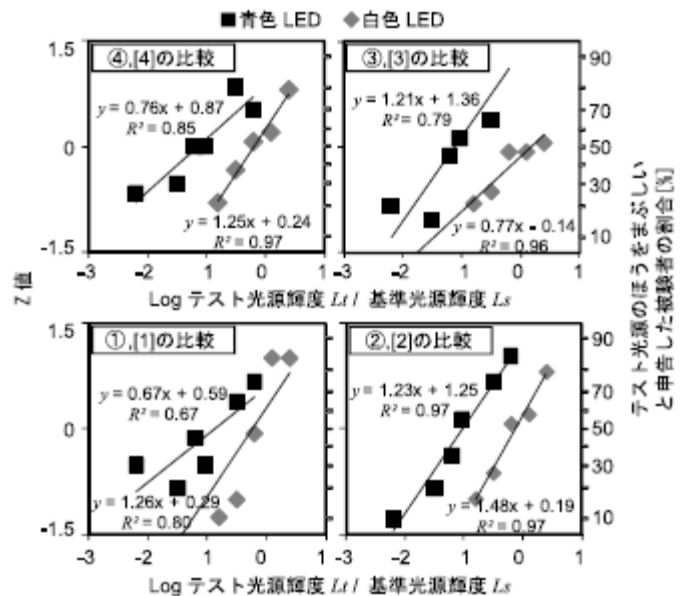 ■青色 LED ◆白色 LED
④,[4]の比較
y = 0.76x + 0.87
R² = 0.85
y = 1.25x + 0.24
R² = 0.97
1.5
0
-1.5
-3 -2 -1 0 1
③,[3]の比較
y = 1.21x + 1.36
R² = 0.79
y = 0.77x - 0.14
R² = 0.96
90
70
50
30
10
-3 -2 -1 0 1
Log テスト光源輝度 Lt / 基準光源輝度 Ls
Z 値
テスト光源のほうをまぶしい
と申告した被験者の割合 [%]
①,[1]の比較
y = 0.67x + 0.59
R² = 0.67
y = 1.26x + 0.29
R² = 0.80
1.5
0
-1.5
-3 -2 -1 0 1
②,[2]の比較
y = 1.23x + 1.25
R² = 0.97
y = 1.48x + 0.19
R² = 0.97
90
70
50
30
10
-3 -2 -1 0 1
Log テスト光源輝度 Lt / 基準光源輝度 Ls